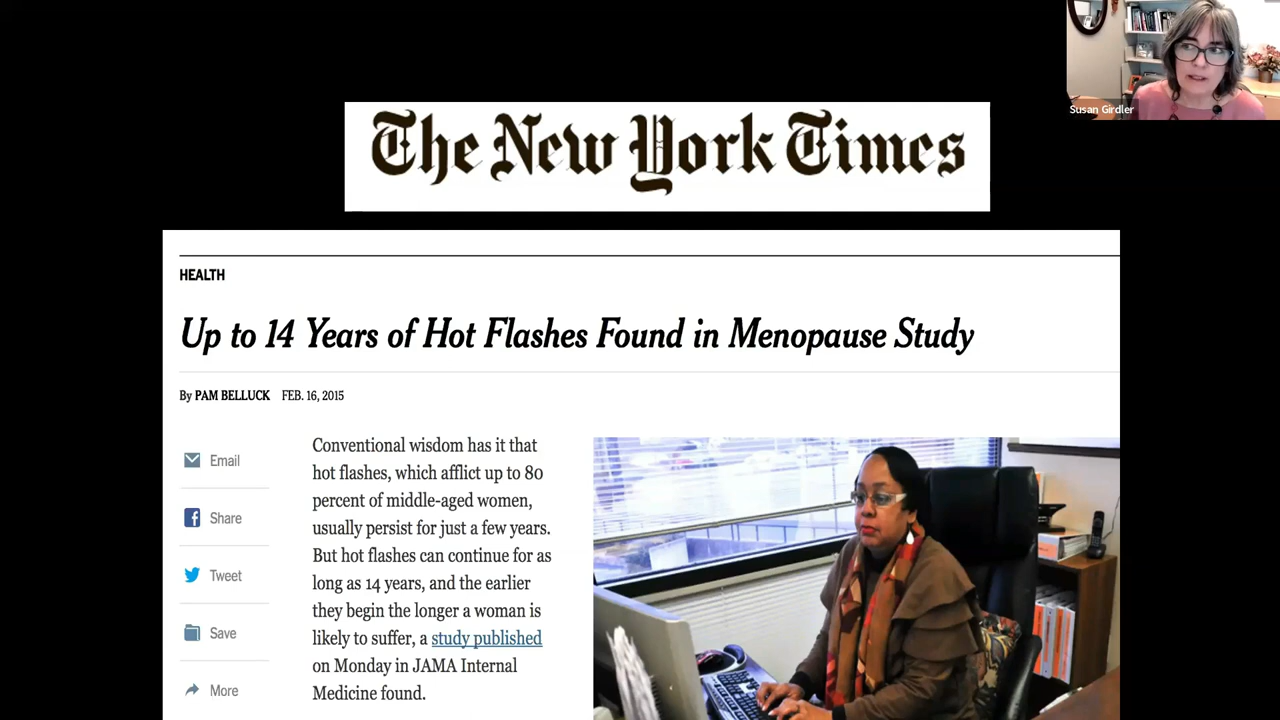 Susan Girdler
The New York Times
HEALTH
Up to 14 Years of Hot Flashes Found in Menopause Study
By PAM BELLUCK FEB. 16, 2015
Email
Share
Tweet
Save
More
Conventional wisdom has it that
hot flashes, which afflict up to 80
percent of middle-aged women,
usually persist for just a few years.
But hot flashes can continue for as
long as 14 years, and the earlier
they begin the longer a woman is
likely to suffer, a study published
on Monday in JAMA Internal
Medicine found.